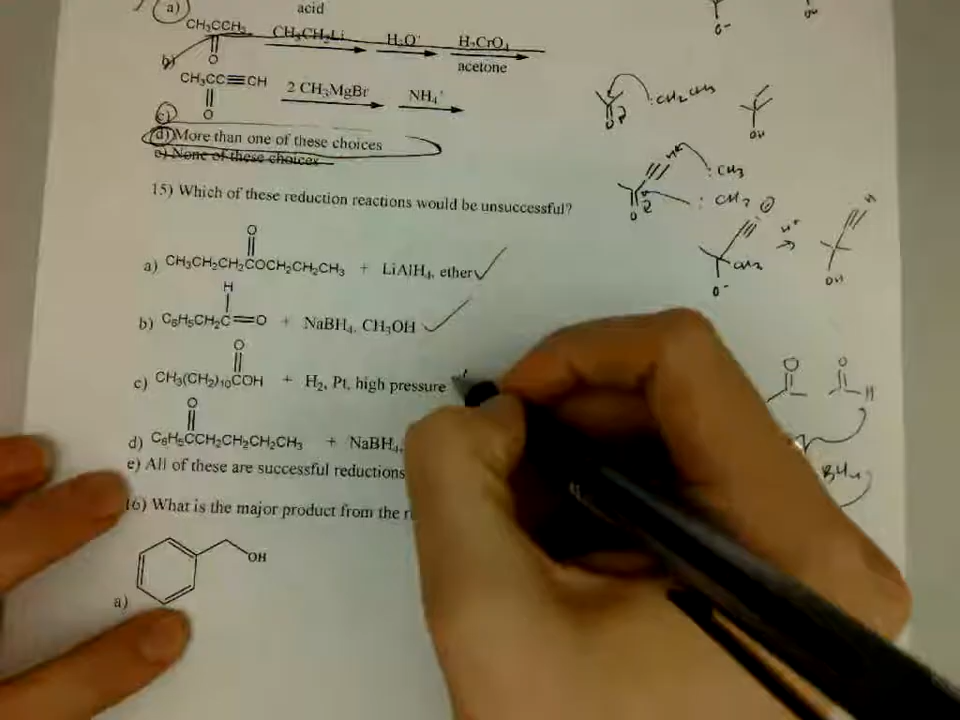 a) acid
CH₃CCH₃ CH₃CH₂Li H₃O⁺ H₂CrO₄
O acetone
b)
CH₃CC≡CH 2 CH₃MgBr NH₄⁺
O
c)
d) More than one of these choices
e) None of these choices
15) Which of these reduction reactions would be unsuccessful?
O
a) CH₃CH₂CH₂COCH₂CH₂CH₃ + LiAlH₄, ether
H
b) C₆H₅CH₂C=O + NaBH₄, CH₃OH
O
c) CH₃(CH₂)₁₀COH + H₂, Pt, high pressure
O
d) C₆H₅CCH₂CH₂CH₂CH₃ + NaBH₄,
e) All of these are successful reductions
16) What is the major product from the
OH
a)
O⁻
OH
:CH₂CH₃
O
OH
H
:CH₃
:CH₃
O
H⁺
H
CH₃
O⁻
OH
O O
H
BH₄